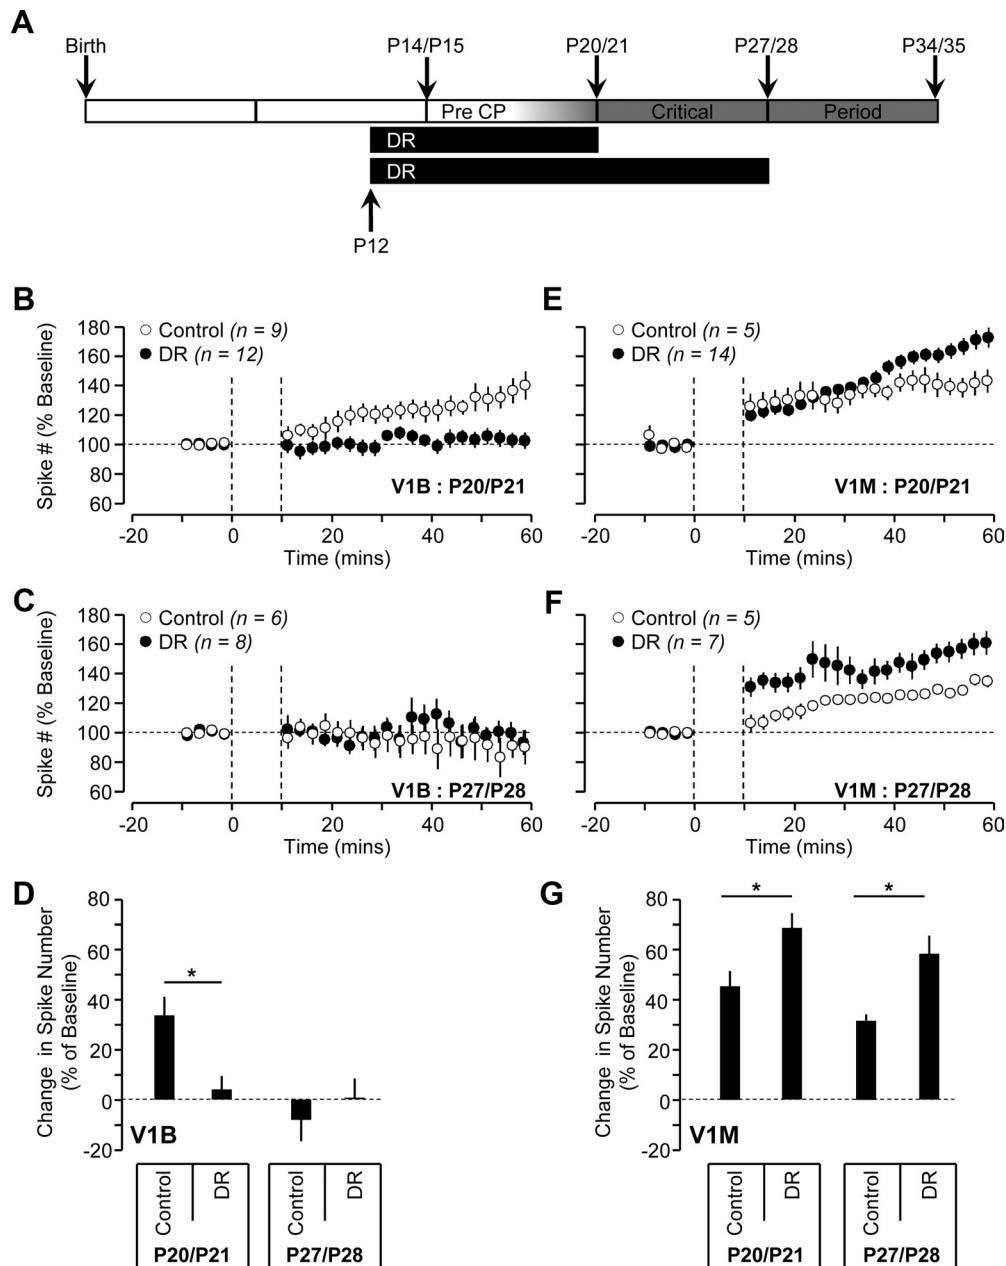 A
Birth
P14/P15
P20/21
P27/28
P34/35
Pre CP
Critical
Period
DR
DR
P12
B
Spike # (% Baseline)
180
160
140
120
100
80
60
Control (n = 9)
DR (n = 12)
V1B : P20/P21
-20
0
20
40
60
Time (mins)
E
Control (n = 5)
DR (n = 14)
V1M : P20/P21
-20
0
20
40
60
Time (mins)
C
Spike # (% Baseline)
180
160
140
120
100
80
60
Control (n = 6)
DR (n = 8)
V1B : P27/P28
-20
0
20
40
60
Time (mins)
F
Control (n = 5)
DR (n = 7)
V1M : P27/P28
-20
0
20
40
60
Time (mins)
D
Change in Spike Number
(% of Baseline)
80
60
40
20
0
-20
*
V1B
Control
DR
Control
DR
P20/P21
P27/P28
G
Change in Spike Number
(% of Baseline)
80
60
40
20
0
-20
*
*
V1M
Control
DR
Control
DR
P20/P21
P27/P28